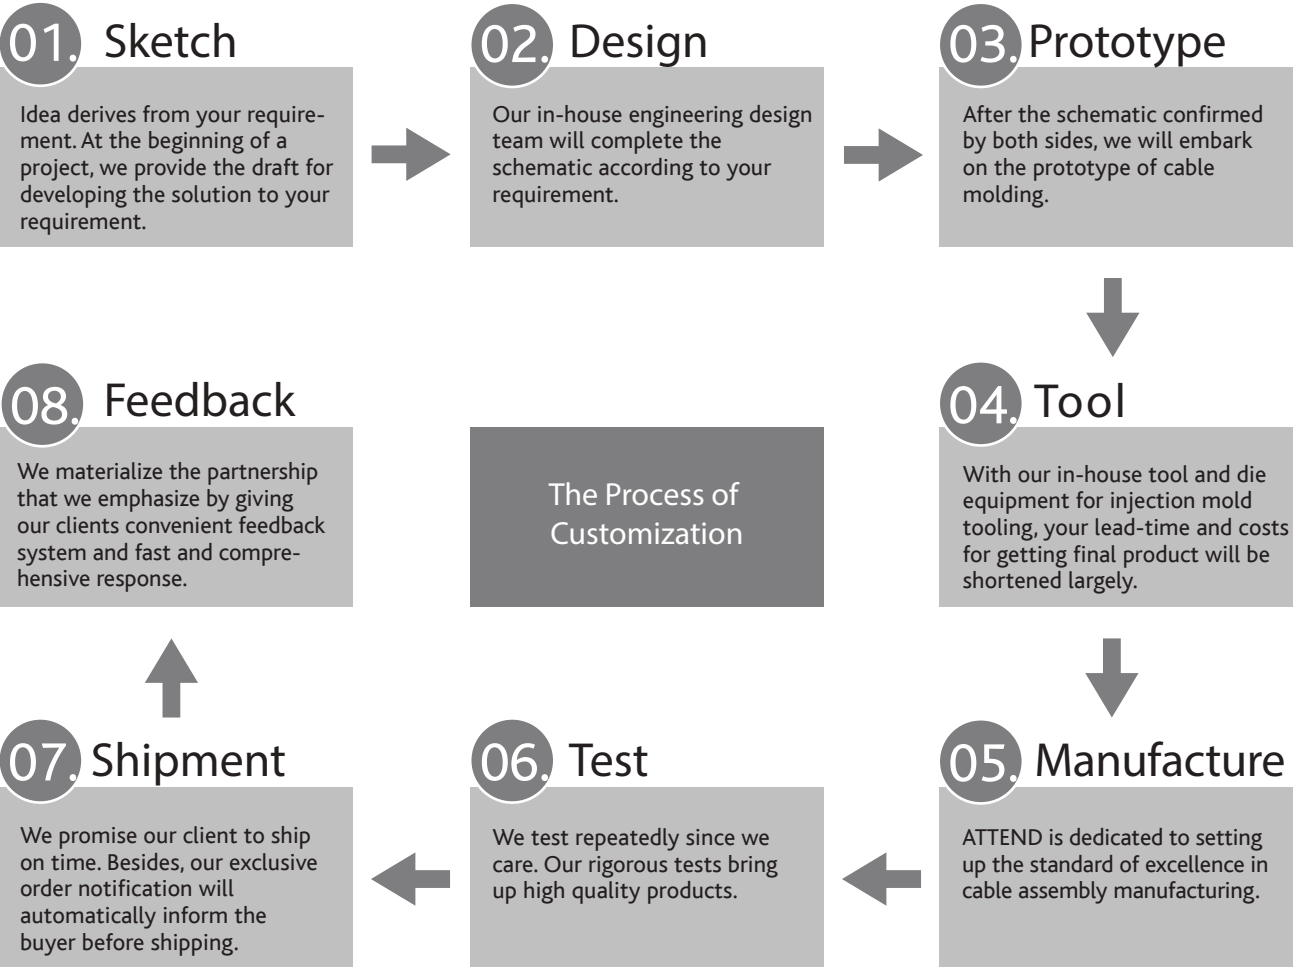 01. Sketch
Idea derives from your require-
ment. At the beginning of a
project, we provide the draft for
developing the solution to your
requirement.
02. Design
Our in-house engineering design
team will complete the
schematic according to your
requirement.
03. Prototype
After the schematic confirmed
by both sides, we will embark
on the prototype of cable
molding.
04. Tool
With our in-house tool and die
equipment for injection mold
tooling, your lead-time and costs
for getting final product will be
shortened largely.
The Process of
Customization
05. Manufacture
ATTEND is dedicated to setting
up the standard of excellence in
cable assembly manufacturing.
06. Test
We test repeatedly since we
care. Our rigorous tests bring
up high quality products.
07. Shipment
We promise our client to ship
on time. Besides, our exclusive
order notification will
automatically inform the
buyer before shipping.
08. Feedback
We materialize the partnership
that we emphasize by giving
our clients convenient feedback
system and fast and compre-
hensive response.